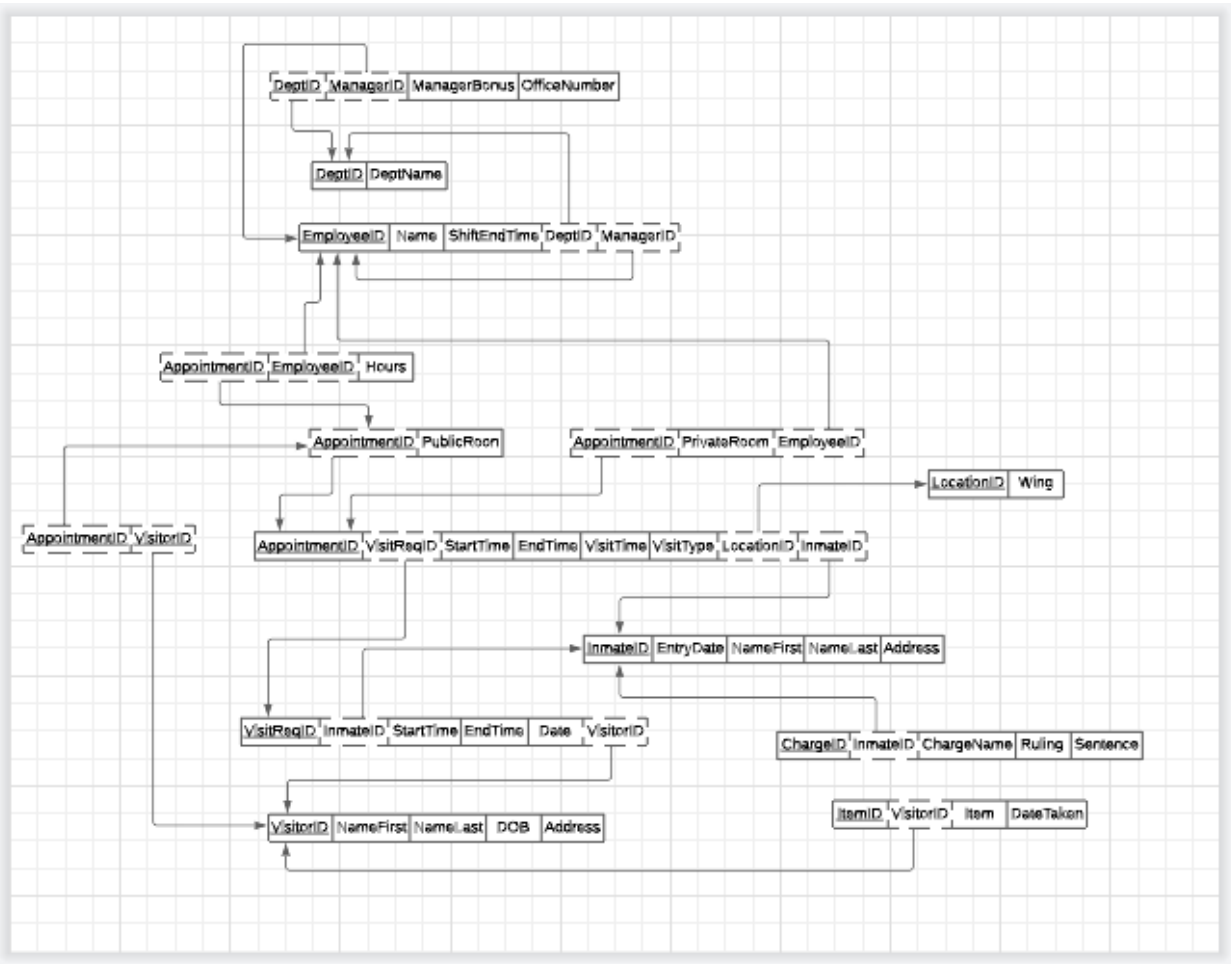 DeptID ManagerID ManagerBonus OfficeNumber
DeptID DeptName
EmployeeID Name ShiftEndTime DeptID ManagerID
AppointmentID EmployeeID Hours
AppointmentID PublicRoon
AppointmentID PrivateRoom EmployeeID
LocationID Wing
AppointmentID VisitorID
AppointmentID VisitReqID StartTime EndTime VisitTime VisitType LocationID InmateID
InmateID EntryDate NameFirst NameLast Address
VisitReqID InmateID StartTime EndTime Date VisitorID
ChargeID InmateID ChargeName Ruling Sentence
ItemID VisitorID Item DateTaken
VisitorID NameFirst NameLast DOB Address